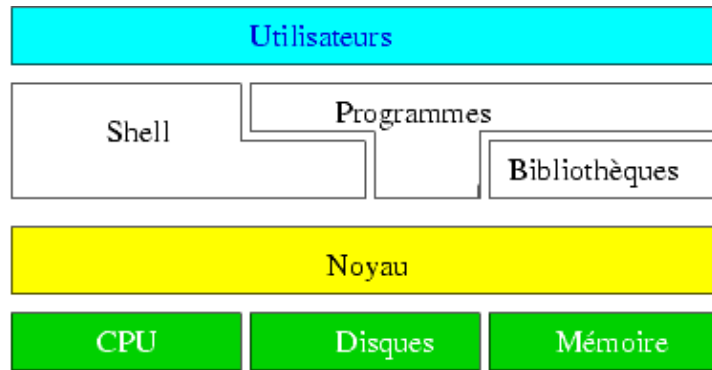 Utilisateurs
Programmes
Shell
Bibliothèques
Noyau
CPU
Disques
Mémoire